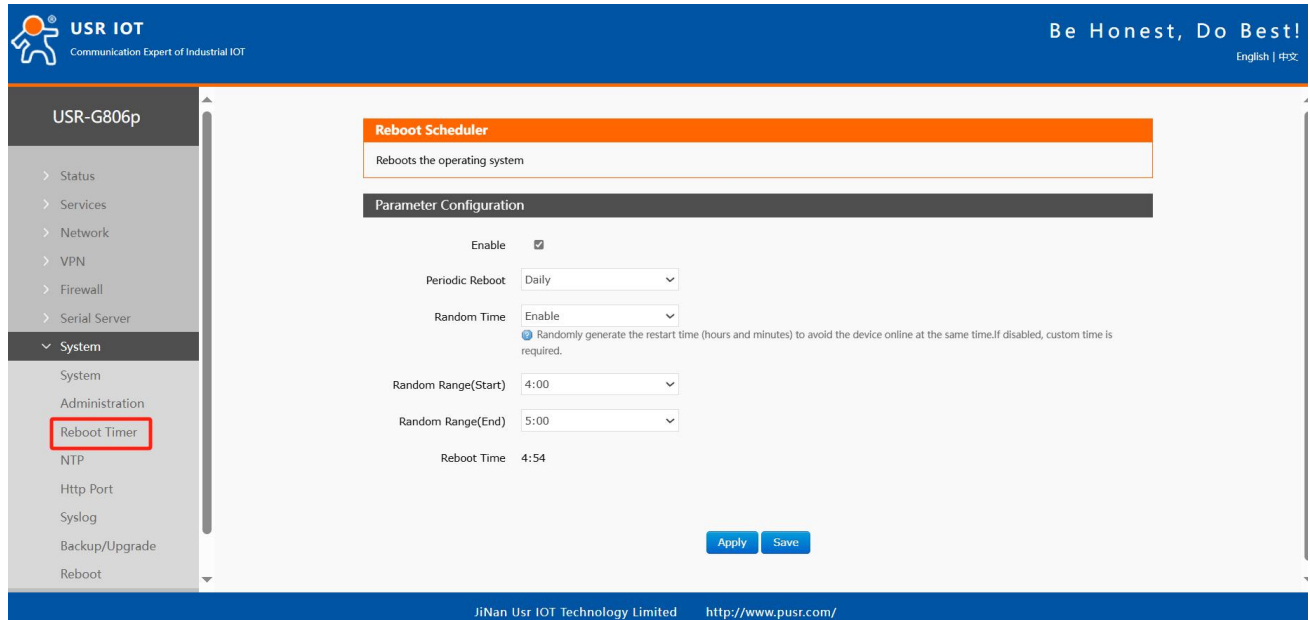 USR IOT
Communication Expert of Industrial IOT
Be Honest, Do Best!
English | 中文
USR-G806p
Status
Services
Network
VPN
Firewall
Serial Server
System
System
Administration
Reboot Timer
NTP
Http Port
Syslog
Backup/Upgrade
Reboot
Reboot Scheduler
Reboots the operating system
Parameter Configuration
Enable
Periodic Reboot Daily
Random Time Enable
Randomly generate the restart time (hours and minutes) to avoid the device online at the same time.If disabled, custom time is
required.
Random Range(Start) 4:00
Random Range(End) 5:00
Reboot Time 4:54
Apply Save
JiNan Usr IOT Technology Limited http://www.pusr.com/